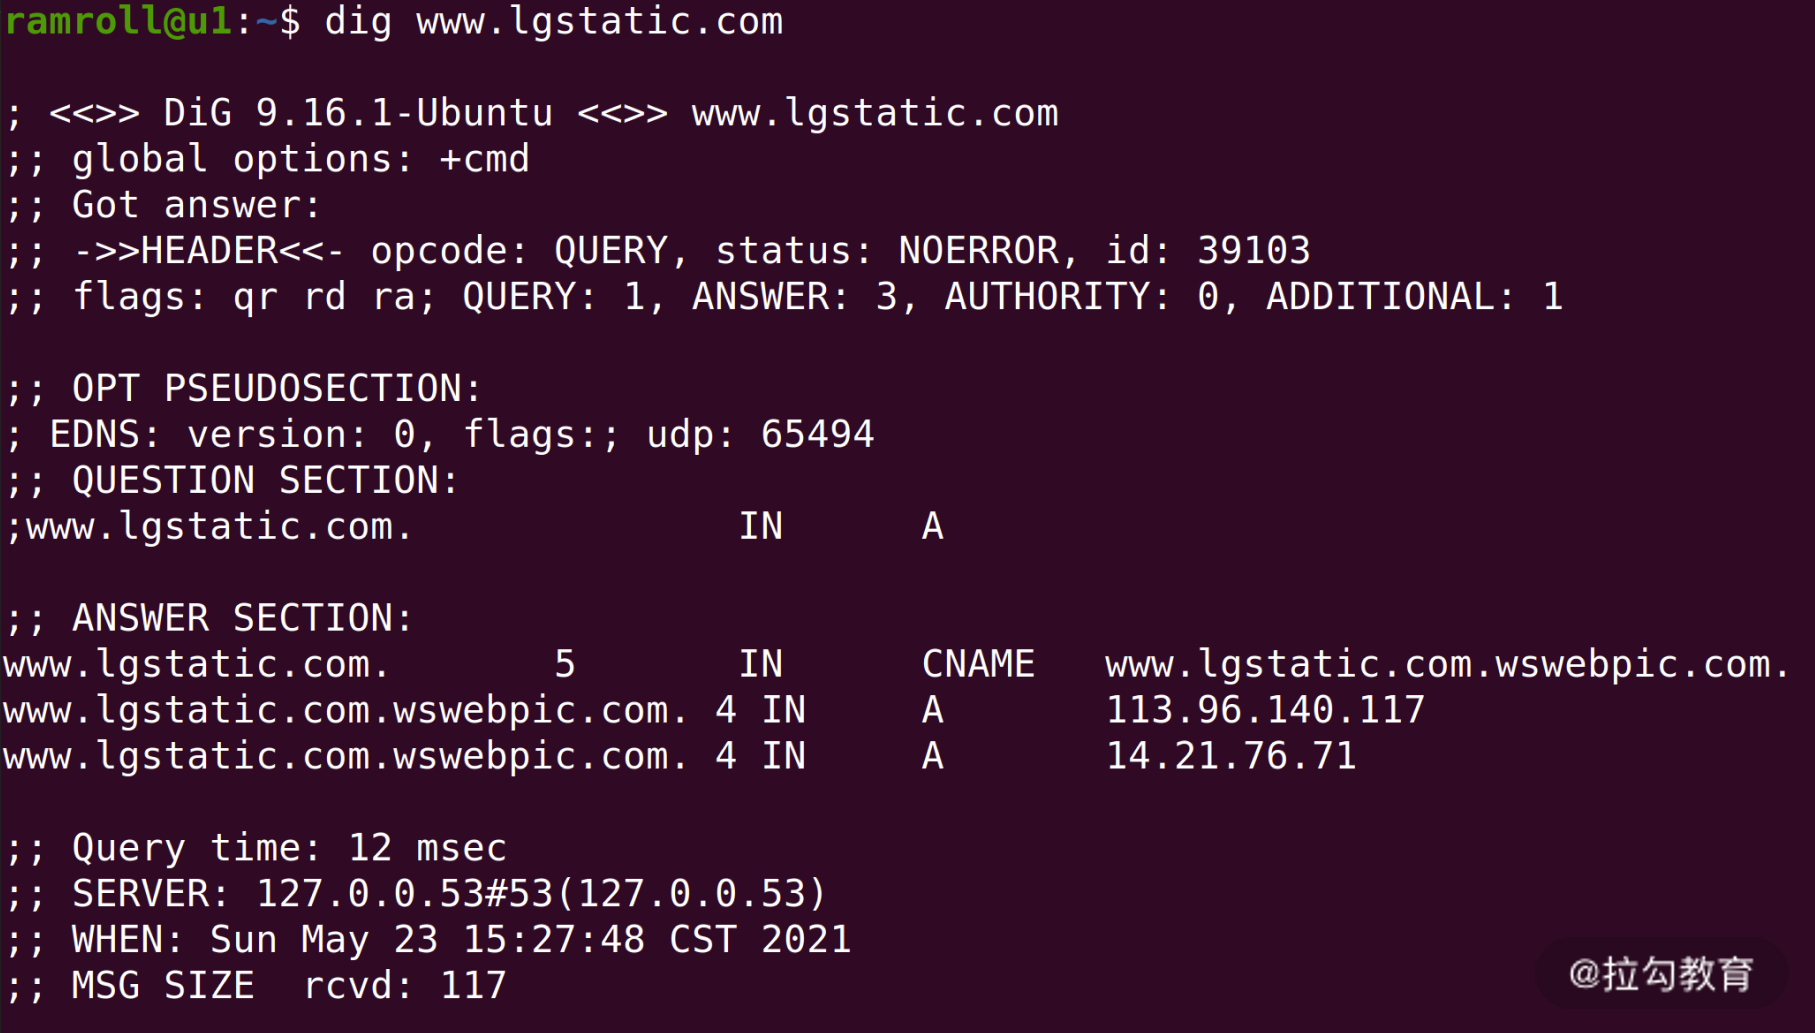 ramroll@u1:~$ dig www.lgstatic.com
; <<>> DiG 9.16.1-Ubuntu <<>> www.lgstatic.com
;; global options: +cmd
;; Got answer:
;; ->>HEADER<<- opcode: QUERY, status: NOERROR, id: 39103
;; flags: qr rd ra; QUERY: 1, ANSWER: 3, AUTHORITY: 0, ADDITIONAL: 1
;; OPT PSEUDOSECTION:
; EDNS: version: 0, flags:; udp: 65494
;; QUESTION SECTION:
;www.lgstatic.com. IN A
;; ANSWER SECTION:
www.lgstatic.com. 5 IN CNAME www.lgstatic.com.wswebpic.com.
www.lgstatic.com.wswebpic.com. 4 IN A 113.96.140.117
www.lgstatic.com.wswebpic.com. 4 IN A 14.21.76.71
;; Query time: 12 msec
;; SERVER: 127.0.0.53#53(127.0.0.53)
;; WHEN: Sun May 23 15:27:48 CST 2021
;; MSG SIZE  rcvd: 117
@拉勾教育